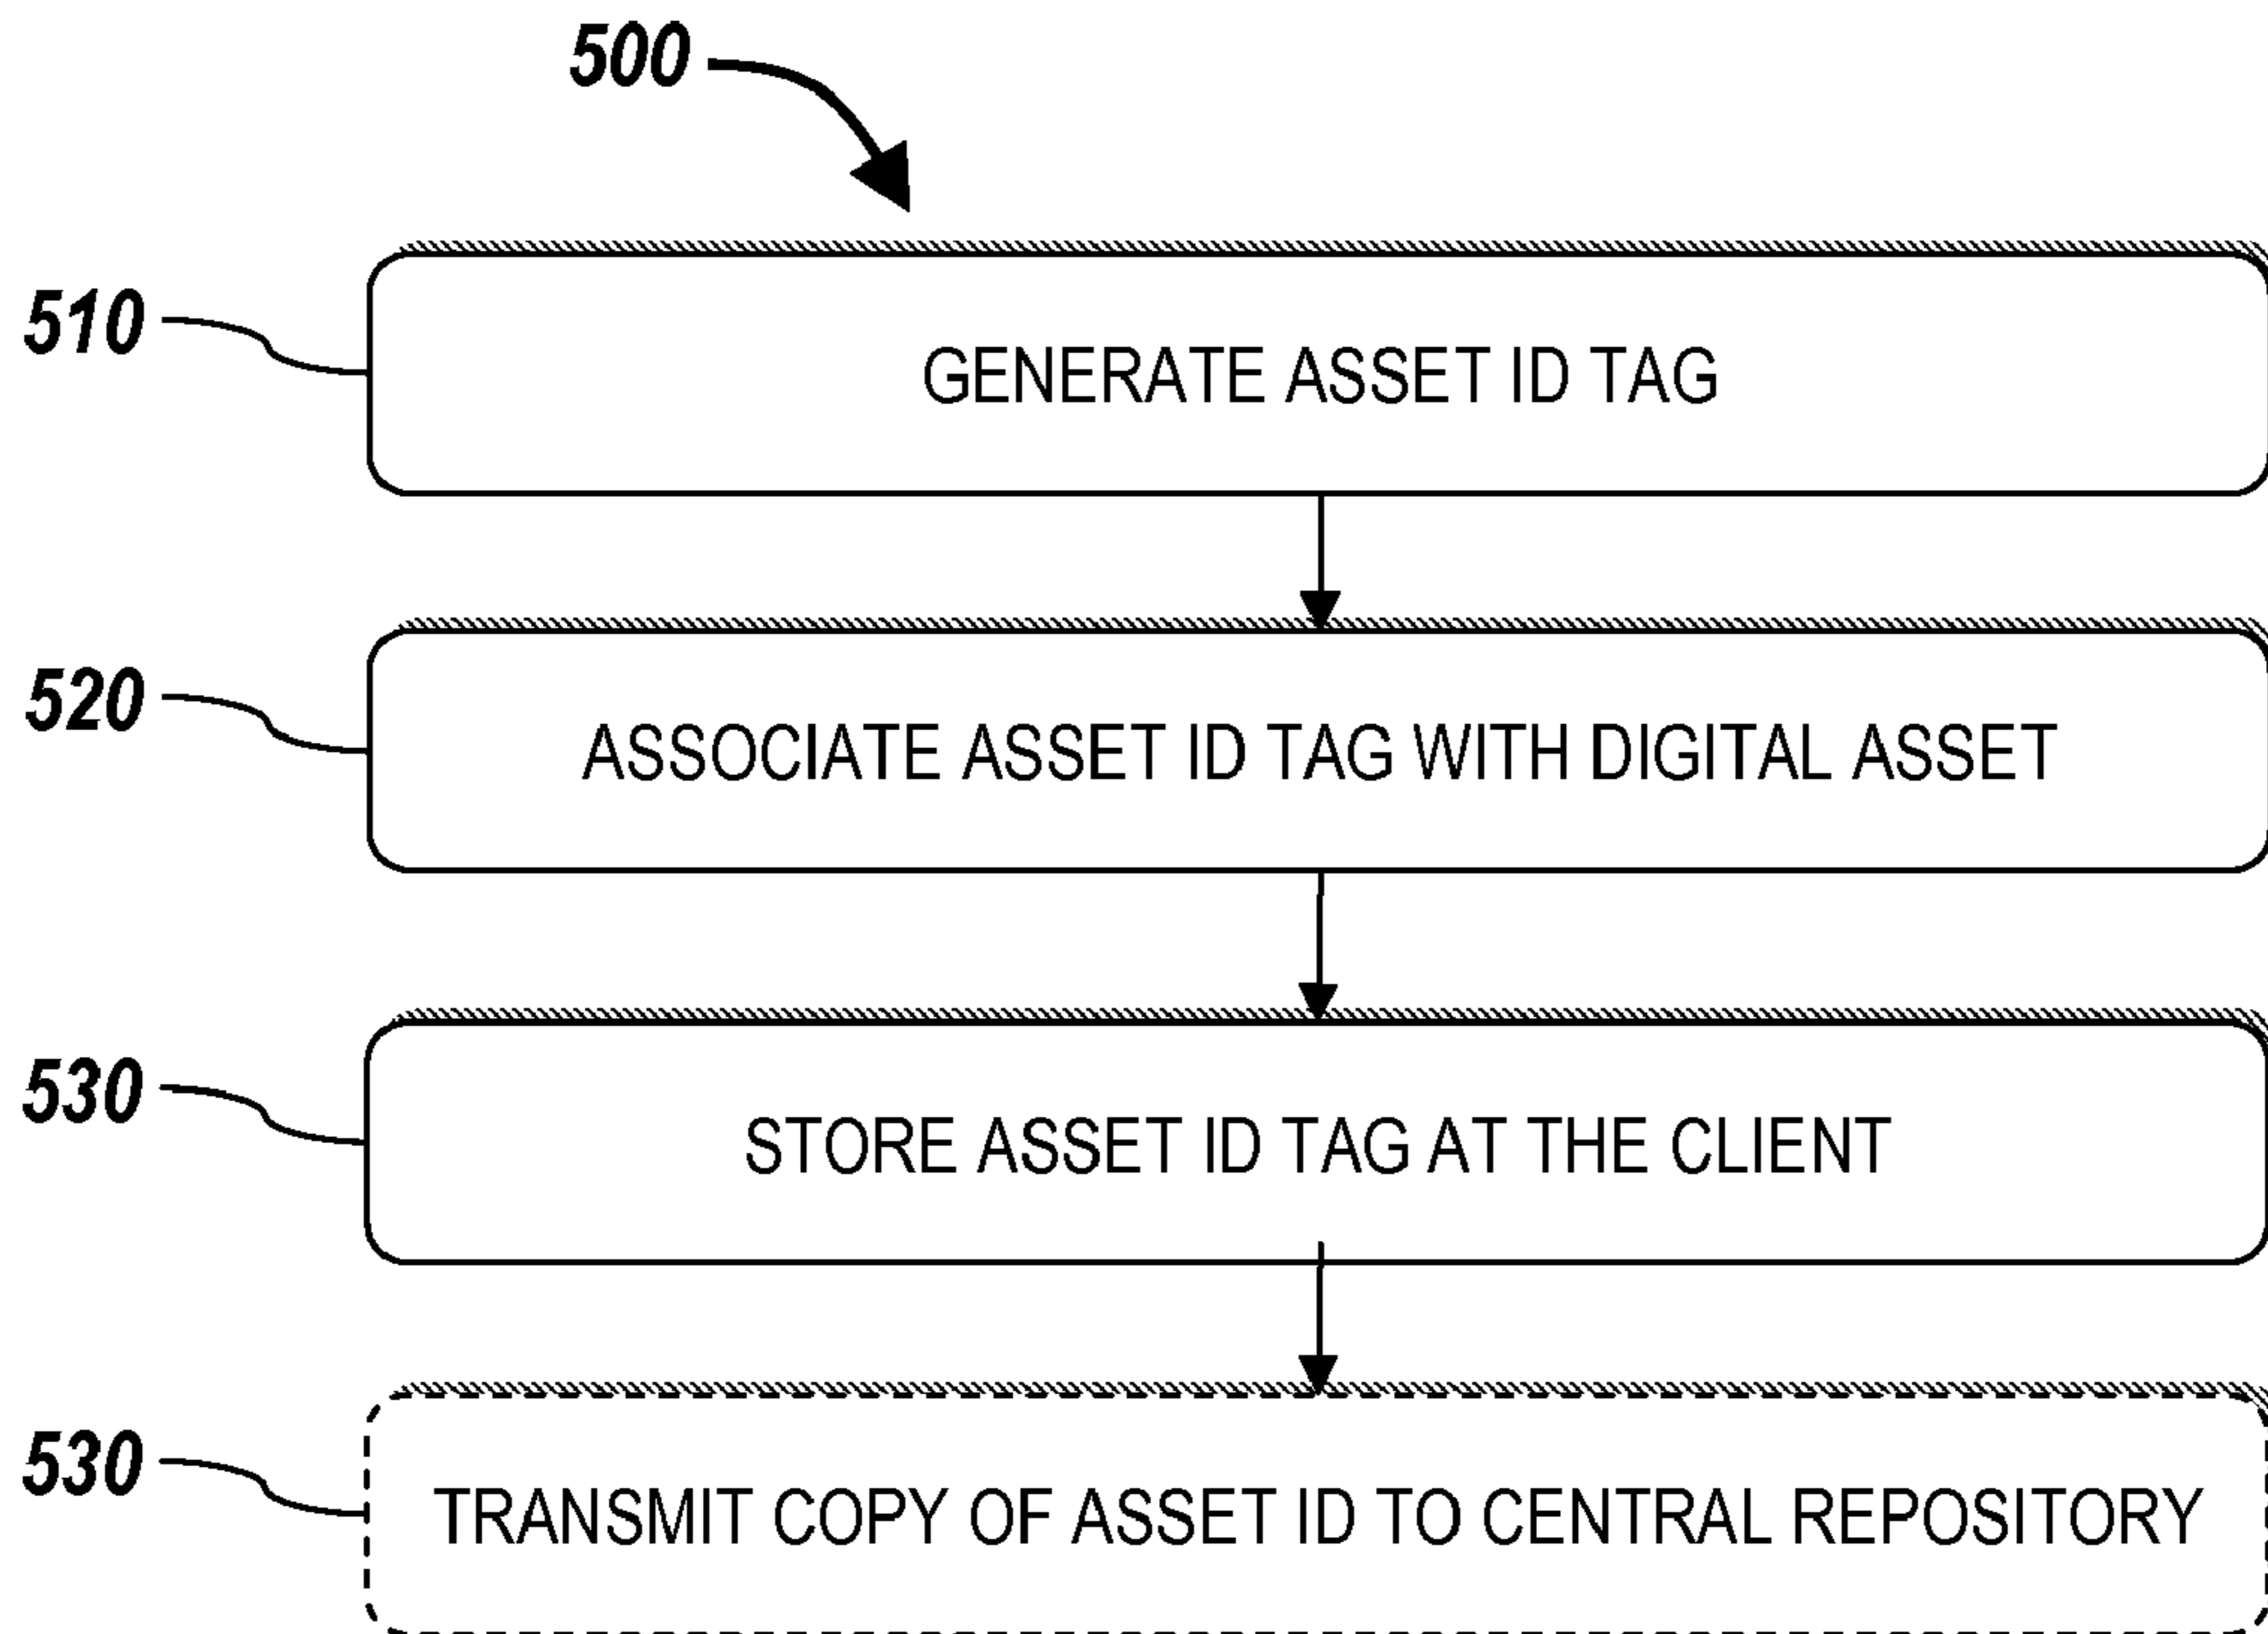 500
510
GENERATE ASSET ID TAG
520
ASSOCIATE ASSET ID TAG WITH DIGITAL ASSET
530
STORE ASSET ID TAG AT THE CLIENT
530
TRANSMIT COPY OF ASSET ID TO CENTRAL REPOSITORY